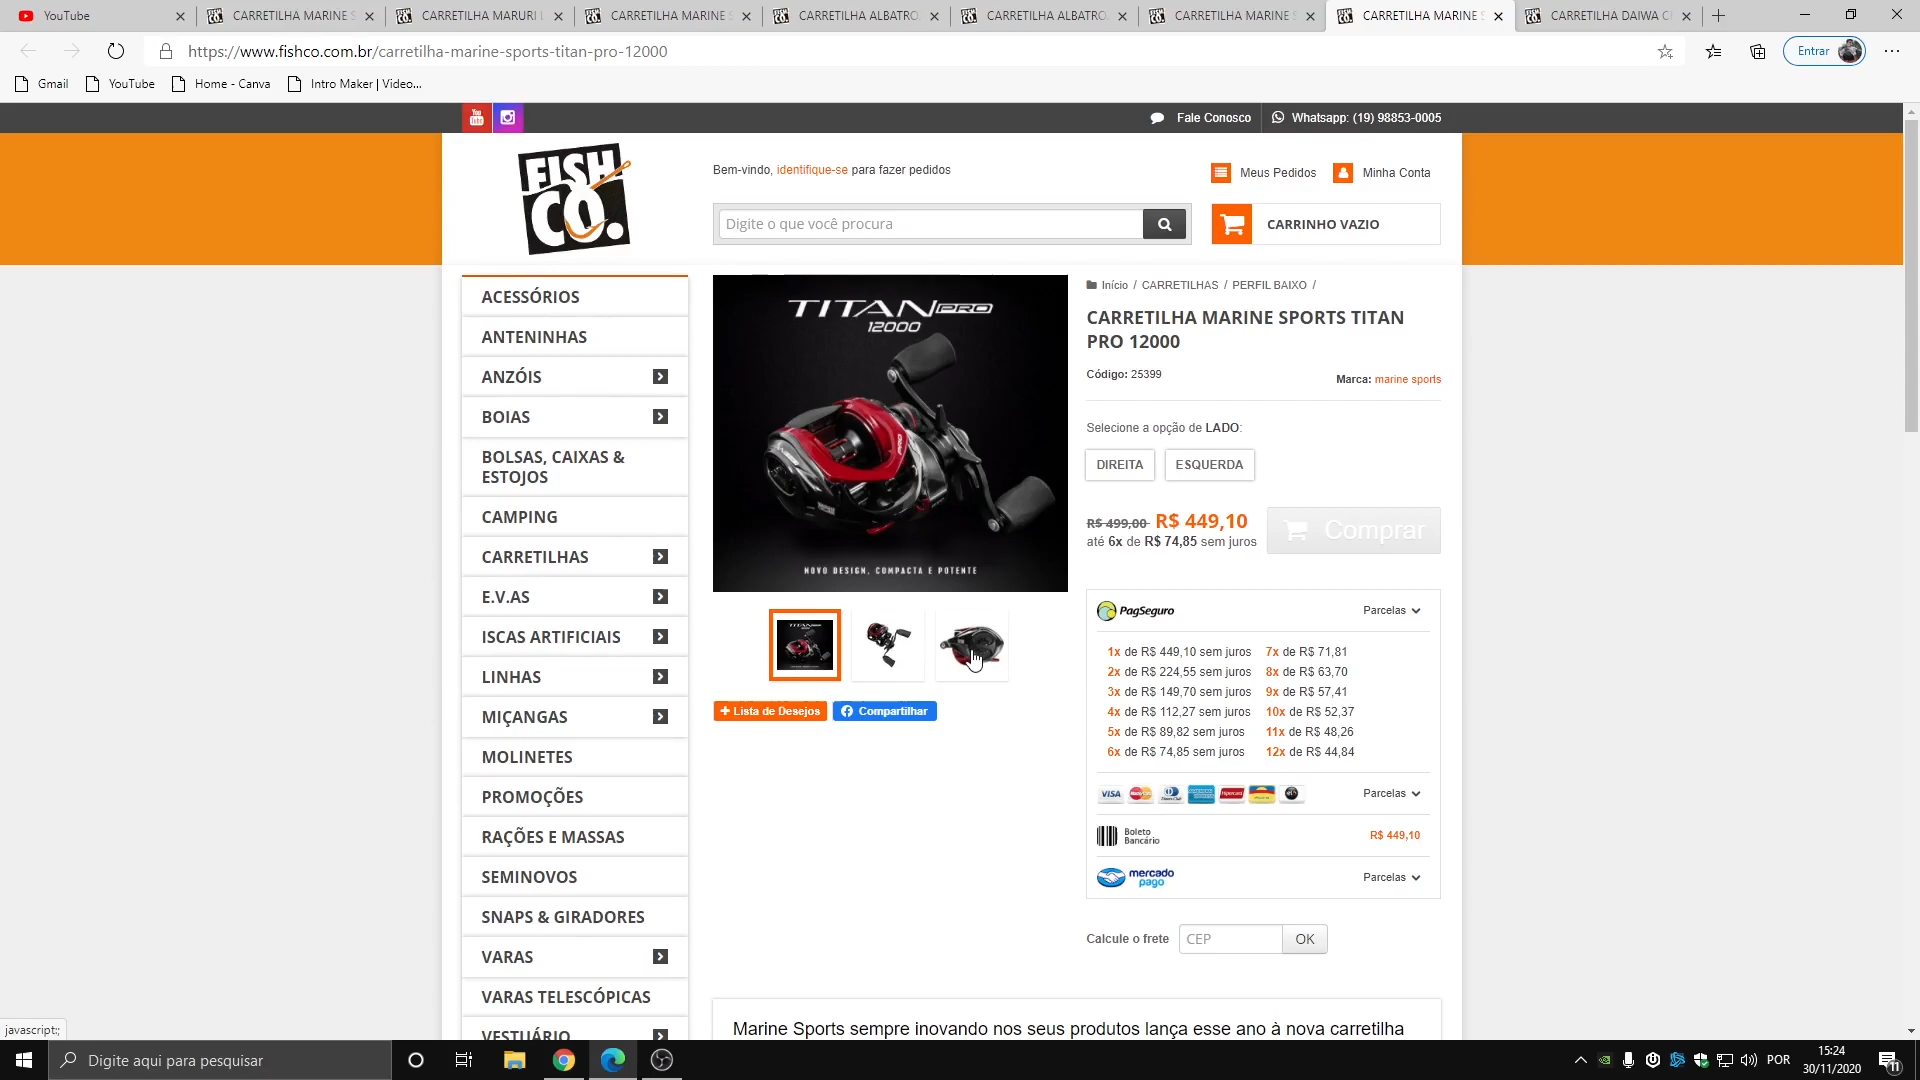 YouTube
CARRETILHA MARINE S
CARRETILHA MARURI
CARRETILHA MARINE S
CARRETILHA ALBATRO
CARRETILHA ALBATRO
CARRETILHA MARINE S
CARRETILHA MARINE S
CARRETILHA DAIWA C
https://www.fishco.com.br/carretilha-marine-sports-titan-pro-12000
Entrar
Gmail
YouTube
Home - Canva
Intro Maker | Video...
You
Fale Conosco
Whatsapp: (19) 98853-0005
FISH
CO.
Bem-vindo, identifique-se para fazer pedidos
Meus Pedidos
Minha Conta
Digite o que você procura
CARRINHO VAZIO
ACESSÓRIOS
ANTENINHAS
ANZÓIS
BOIAS
BOLSAS, CAIXAS &
ESTOJOS
CAMPING
CARRETILHAS
E.V.AS
ISCAS ARTIFICIAIS
LINHAS
MIÇANGAS
MOLINETES
PROMOÇÕES
RAÇÕES E MASSAS
SEMINOVOS
SNAPS & GIRADORES
VARAS
VARAS TELESCÓPICAS
VESTUÁRIO
TITAN PRO
12000
PRO
NOVO DESIGN, COMPACTA E POTENTE
+ Lista de Desejos
Compartilhar
Início / CARRETILHAS / PERFIL BAIXO /
CARRETILHA MARINE SPORTS TITAN
PRO 12000
Código: 25399
Marca: marine sports
Selecione a opção de LADO:
DIREITA
ESQUERDA
R$ 499,00 R$ 449,10
até 6x de R$ 74,85 sem juros
Comprar
PagSeguro
Parcelas
1x de R$ 449,10 sem juros
2x de R$ 224,55 sem juros
3x de R$ 149,70 sem juros
4x de R$ 112,27 sem juros
5x de R$ 89,82 sem juros
6x de R$ 74,85 sem juros
7x de R$ 71,81
8x de R$ 63,70
9x de R$ 57,41
10x de R$ 52,37
11x de R$ 48,26
12x de R$ 44,84
VISA
Parcelas
Boleto
Bancário
R$ 449,10
mercado
pago
Parcelas
Calcule o frete
CEP
OK
Marine Sports sempre inovando nos seus produtos lança esse ano à nova carretilha
javascript:;
Digite aqui para pesquisar
POR
15:24
30/11/2020
11